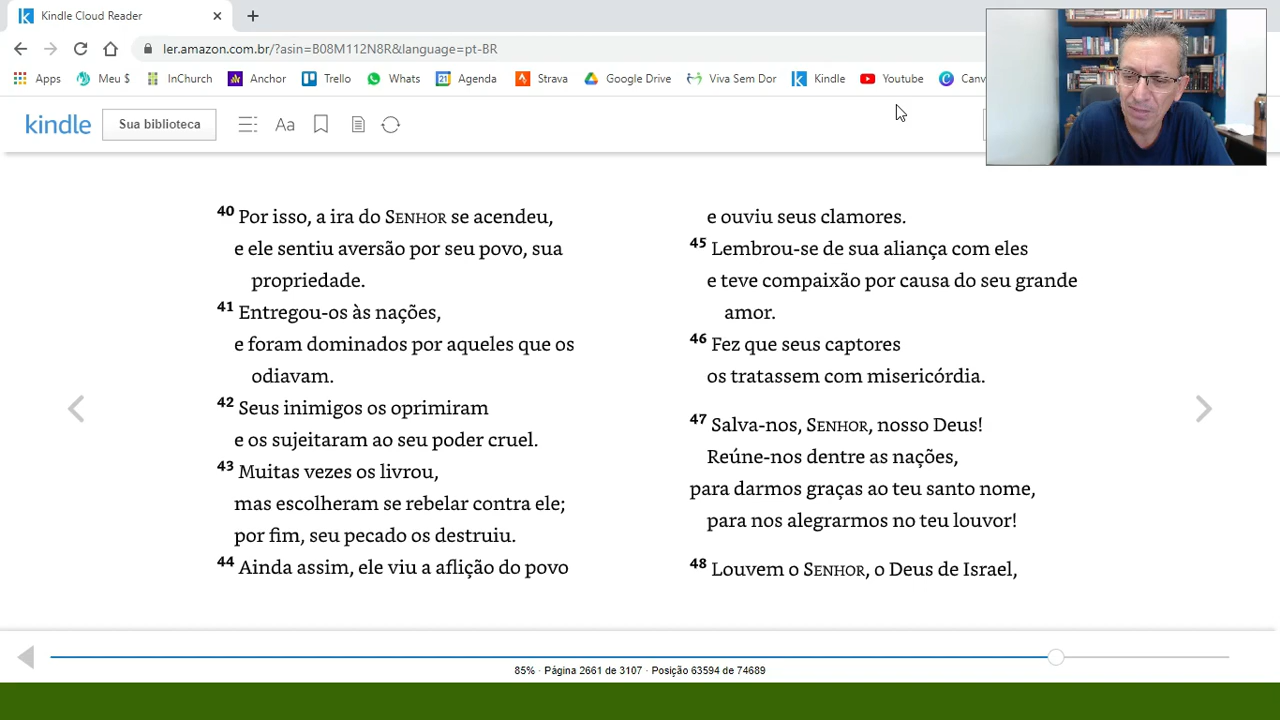 Kindle Cloud Reader
ler.amazon.com.br/?asin=B08M112N8R&language=pt-BR
Apps Meu $ InChurch Anchor Trello Whats Agenda Strava Google Drive Viva Sem Dor Kindle Youtube Canv
kindle Sua biblioteca Aa
40 Por isso, a ira do SENHOR se acendeu,
e ele sentiu aversão por seu povo, sua
propriedade.
41 Entregou-os às nações,
e foram dominados por aqueles que os
odiavam.
42 Seus inimigos os oprimiram
e os sujeitaram ao seu poder cruel.
43 Muitas vezes os livrou,
mas escolheram se rebelar contra ele;
por fim, seu pecado os destruiu.
44 Ainda assim, ele viu a aflição do povo
e ouviu seus clamores.
45 Lembrou-se de sua aliança com eles
e teve compaixão por causa do seu grande
amor.
46 Fez que seus captores
os tratassem com misericórdia.
47 Salva-nos, SENHOR, nosso Deus!
Reúne-nos dentre as nações,
para darmos graças ao teu santo nome,
para nos alegrarmos no teu louvor!
48 Louvem o SENHOR, o Deus de Israel,
85% · Página 2661 de 3107 · Posição 63594 de 74689